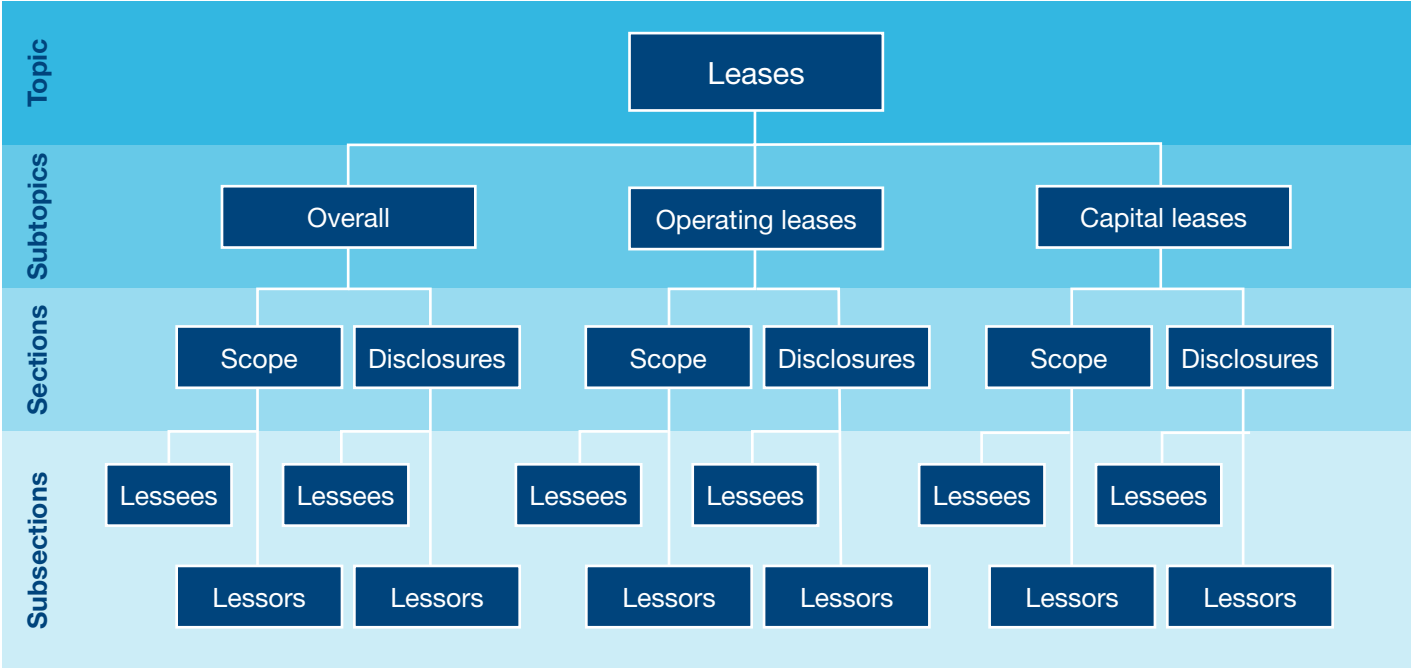 Topic
Leases
Subtopics
Overall
Operating leases
Capital leases
Sections
Scope
Disclosures
Scope
Disclosures
Scope
Disclosures
Subsections
Lessees
Lessees
Lessees
Lessees
Lessees
Lessees
Lessors
Lessors
Lessors
Lessors
Lessors
Lessors